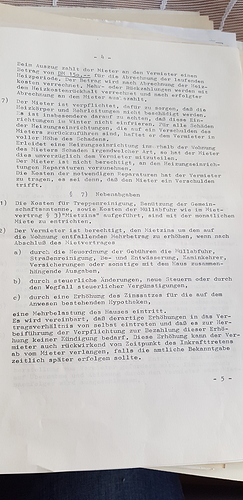 - 4 -
Beim Auszug zahlt der Mieter an den Vermieter einen
Betrag von DM 150,-- für die Abrechnung der laufenden
Heizperiode. Der Betrag wird nach Abrechnung der Heiz-
kosten verrechnet, Mehr- oder Rückzahlungen werden mit
den Heizkostenrückhalt verrechnet und nach erfolgter
Abrechnung an den Mieter aus ezahlt.
7) Der Mieter ist verpflichtet, dafür zu sorgen, daß die
Heizkörper und Rohrleitungen nicht beschädigt werden.
Es ist insbesondere darauf zu achten, daß diese Ein-
richtungen im Winter nicht einfrieren. Für alle Schäden
der Heizungseinrichtungen, die auf ein Verschulden des
Mieters zurückzuführen sind, haftet er dem Vermieter in
voller Höhe des Schadens.
Erleidet eine Heizungseinrichtung innerhalb der Wohnung
des Mieters Schaden irgendwelcher Art, so hat der Mieter
dies unverzüglich dem Vermieter mitzuteilen.
Der Mieter ist nicht berechtigt, an den Heizungseinrich-
tungen Reparaturen vorzunehmen.
Die Kosten der notwendigen Reparaturen hat der Vermieter
zu tragen, es sei denn, daß den Mieter ein Verschulden
trifft.
§ 7) Nebenabgaben
1) Die Kosten für Treppenreinigung, Benützung der Gemein-
schaftsantenne, sowie Kosten der Müllabfuhr wie im Miet-
vertrag § 3)"Mietzins" aufgeführt, sind mit der monatlichen
Miete zu entrichten.
2) Der Vermieter ist berechtigt, den Mietzins um den auf
die Wohnung entfallenden Mehrbetrag zu erhöhen, wenn nach
Abschluß des Mietvertrages
a) durch die Neuordnung der Gebühren die Müllabfuhr,
Straßenreinigung, Be- und Entwässerung, Kaminkehrer,
Versicherungen oder sonstige mit dem Haus zusammen-
hängende Ausgaben,
b) durch steuerliche Änderungen, neue Steuern oder durch
den Wegfall steuerlicher Vergünstigungen,
c) durch eine Erhöhung des Zinssatzes für die auf dem
Anwesen bestehenden Hypotheken,
eine Mehrbelastung des Hauses eintritt.
Es wird vereinbart, daß derartige Erhöhungen in das Ver-
tragsverhältnis von selbst eintreten und daß es zur Her-
beiführung der Verpflichtung zur Bezahlung dieser Erhö-
hung keiner Kündigung bedarf. Diese Erhöhung kann der Ver-
mieter auch rückwirkend vom Zeitpunkt des Inkrafttretens
ab vom Mieter verlangen, falls die amtliche Bekanntgabe
zeitlich später erfolgen sollte.
- 5 -